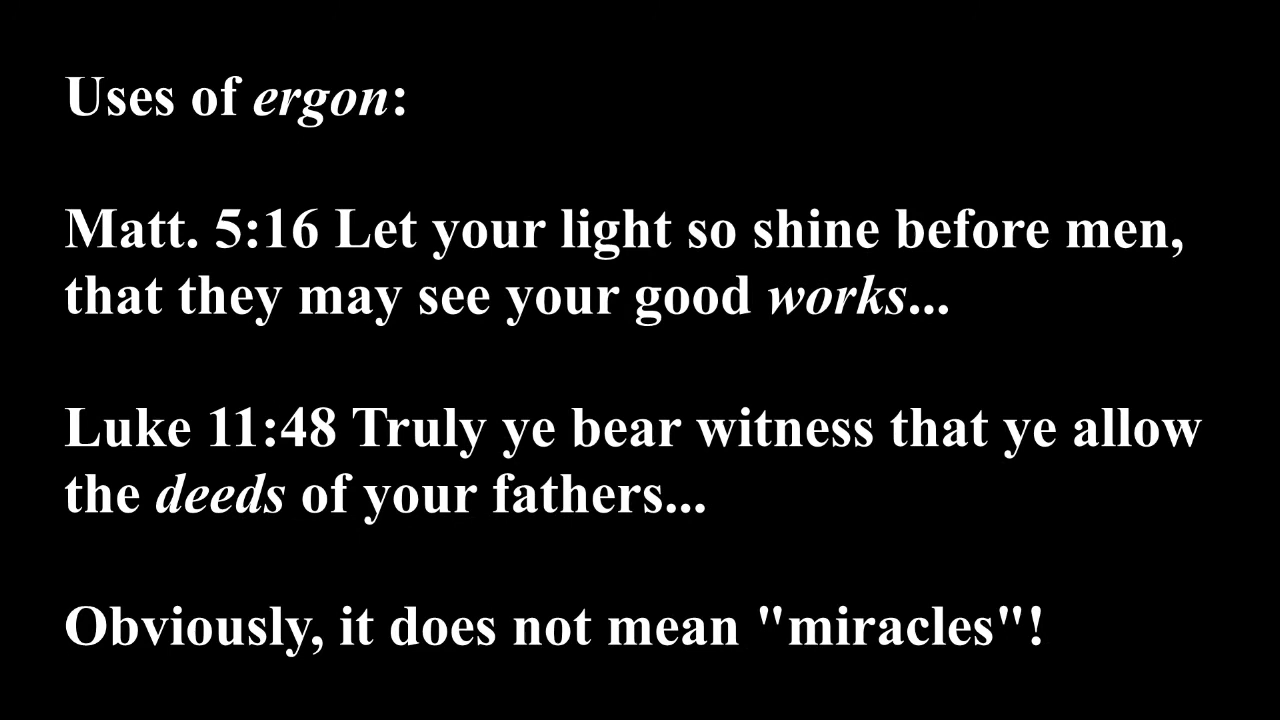 Uses of ergon:
Matt. 5:16 Let your light so shine before men,
that they may see your good works...
Luke 11:48 Truly ye bear witness that ye allow
the deeds of your fathers...
Obviously, it does not mean "miracles"!